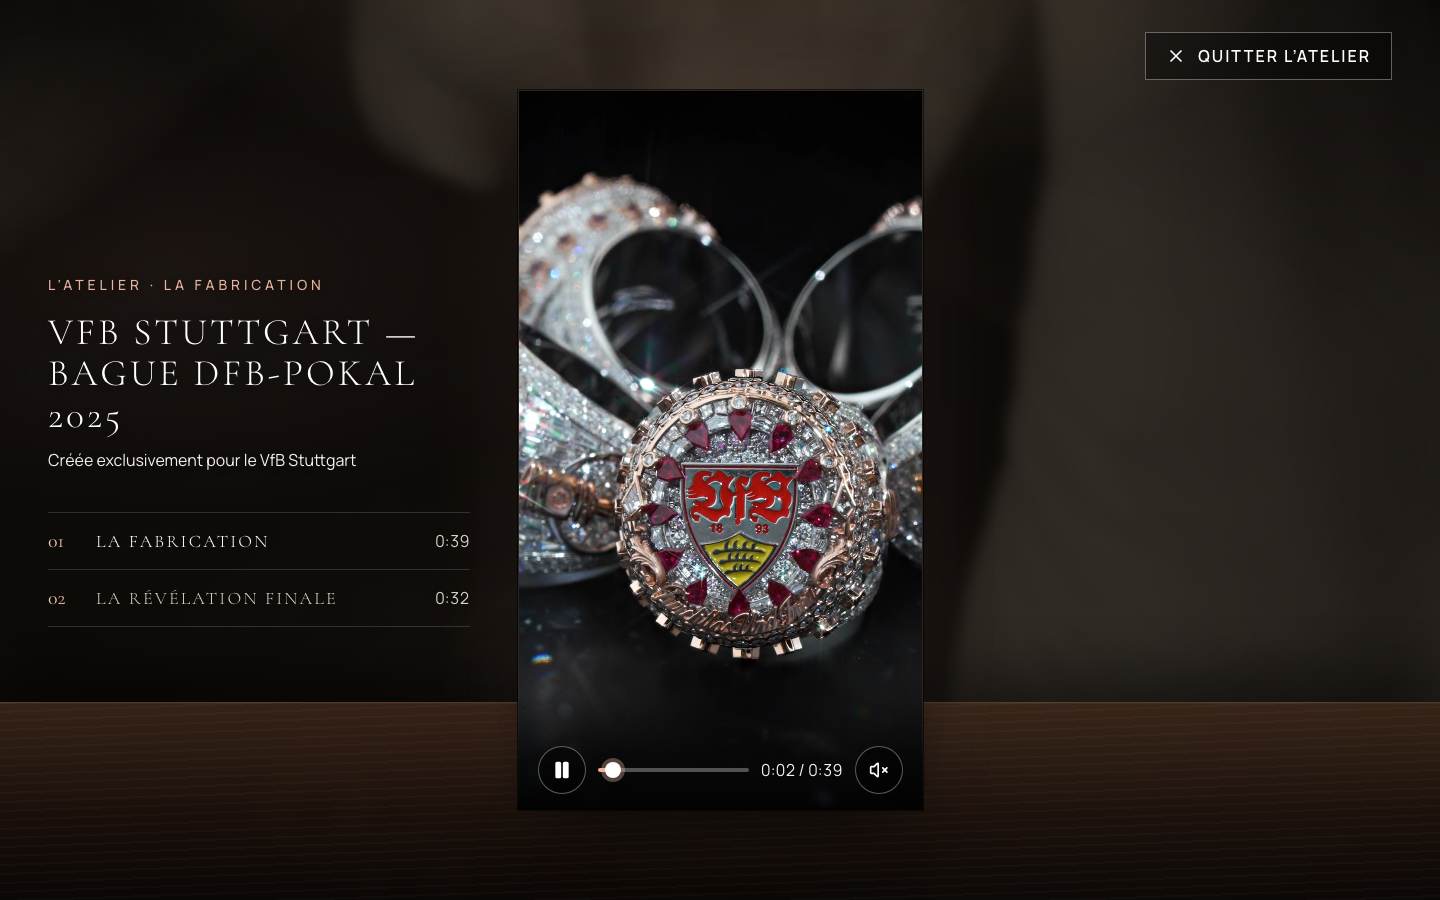 QUITTER L'ATELIER
L'ATELIER · LA FABRICATION
VFB STUTTGART —
BAGUE DFB-POKAL
2025
Créée exclusivement pour le VfB Stuttgart
01 LA FABRICATION 0:39
02 LA RÉVÉLATION FINALE 0:32
VfB
18 93
0:02 / 0:39